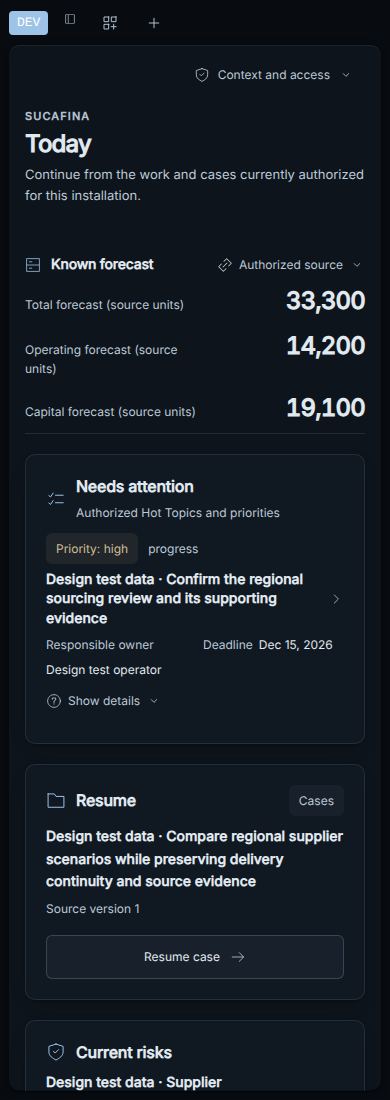 DEV
Context and access
SUCAFINA
Today
Continue from the work and cases currently authorized
for this installation.
Known forecast
Authorized source
Total forecast (source units)
33,300
Operating forecast (source
units)
14,200
Capital forecast (source units)
19,100
Needs attention
Authorized Hot Topics and priorities
Priority: high
progress
Design test data · Confirm the regional
sourcing review and its supporting
evidence
Responsible owner
Deadline Dec 15, 2026
Design test operator
Show details
Resume
Cases
Design test data · Compare regional supplier
scenarios while preserving delivery
continuity and source evidence
Source version 1
Resume case
Current risks
Design test data · Supplier